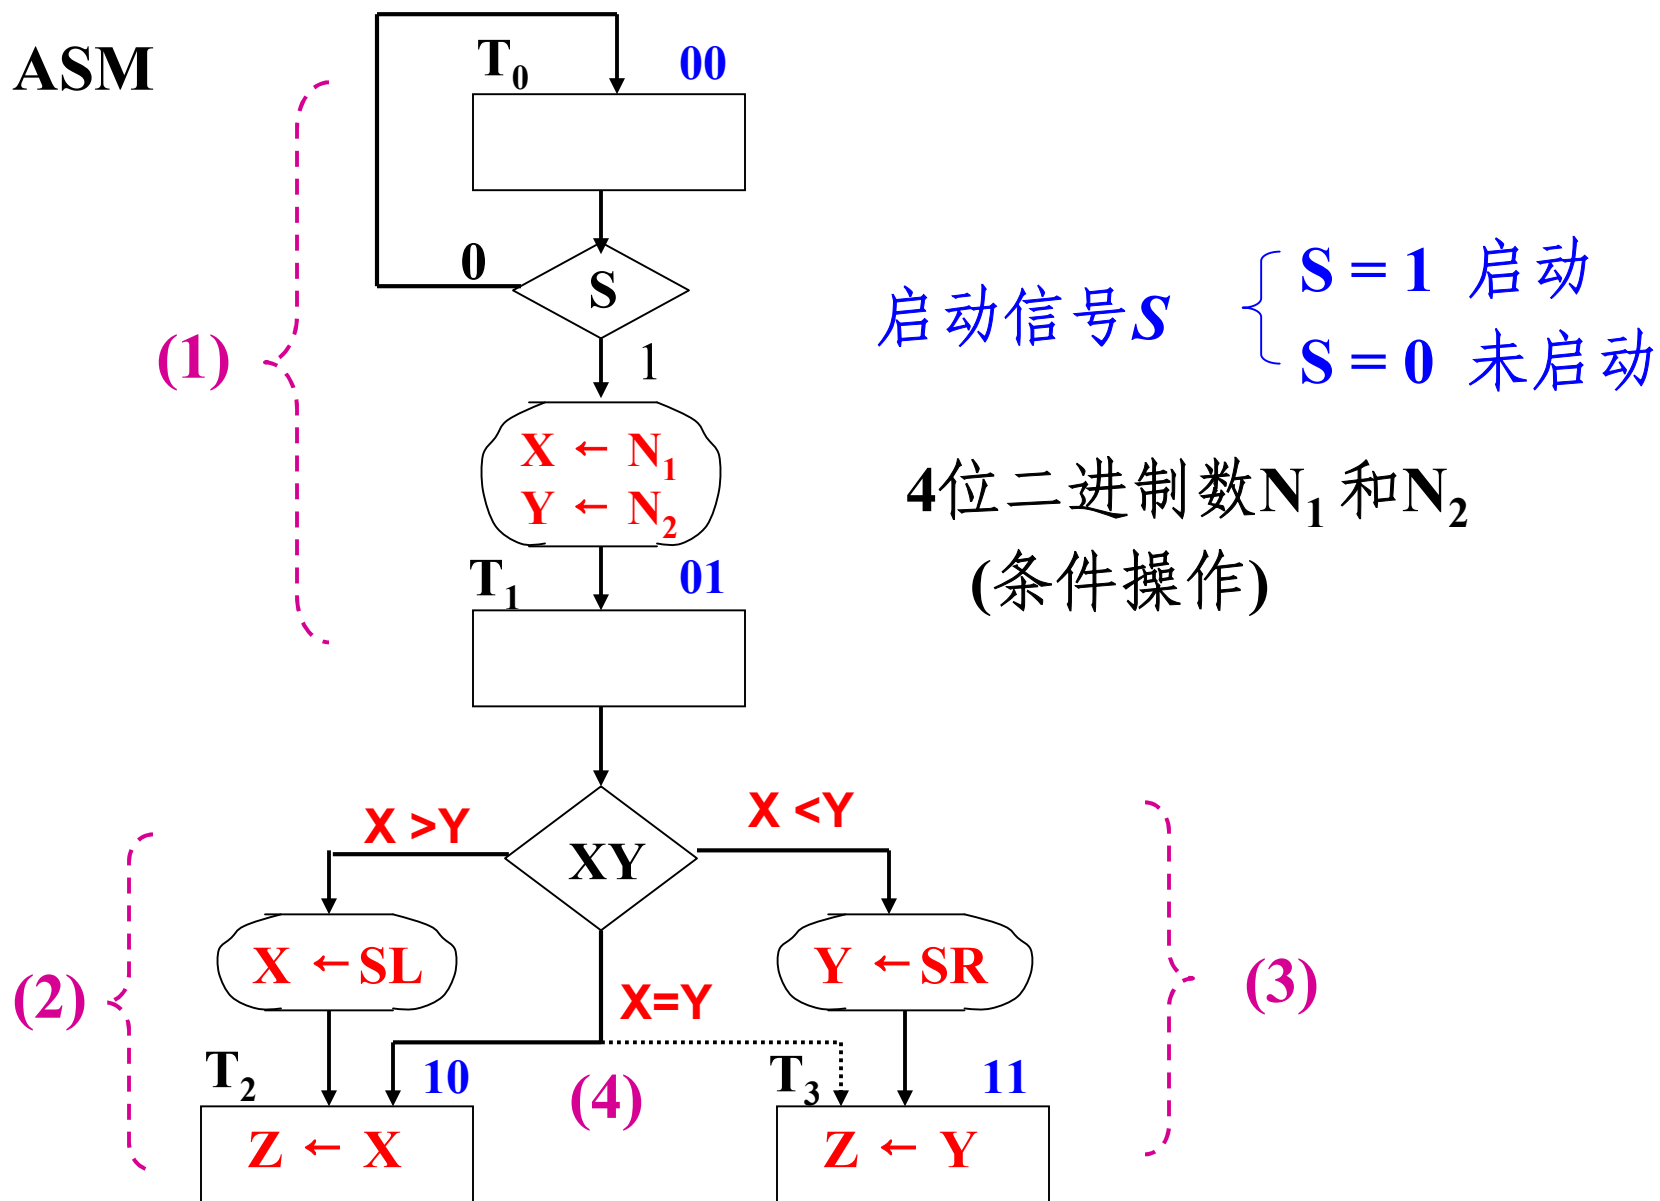 ASM
T0 00
0
S
1
(1)
启动信号S
S = 1 启动
S = 0 未启动
X ← N1
Y ← N2
4位二进制数N1 和N2
(条件操作)
T1 01
X >Y
X <Y
XY
X ← SL
Y ← SR
(2)
X=Y
(3)
T2 10
(4)
T3 11
Z ← X
Z ← Y